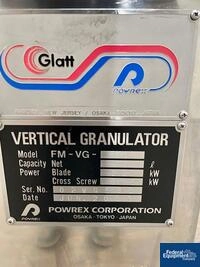 Glatt
POWREX
NEW JERSEY / OSAKA
VERTICAL GRANULATOR
Model FM-VG-
Capacity Net ℓ
Power Blade kW
Cross Screw kW
Ser. No.
Date
POWREX POWREX CORPORATION
OSAKA · TOKYO · JAPAN
Federal Equipment Company